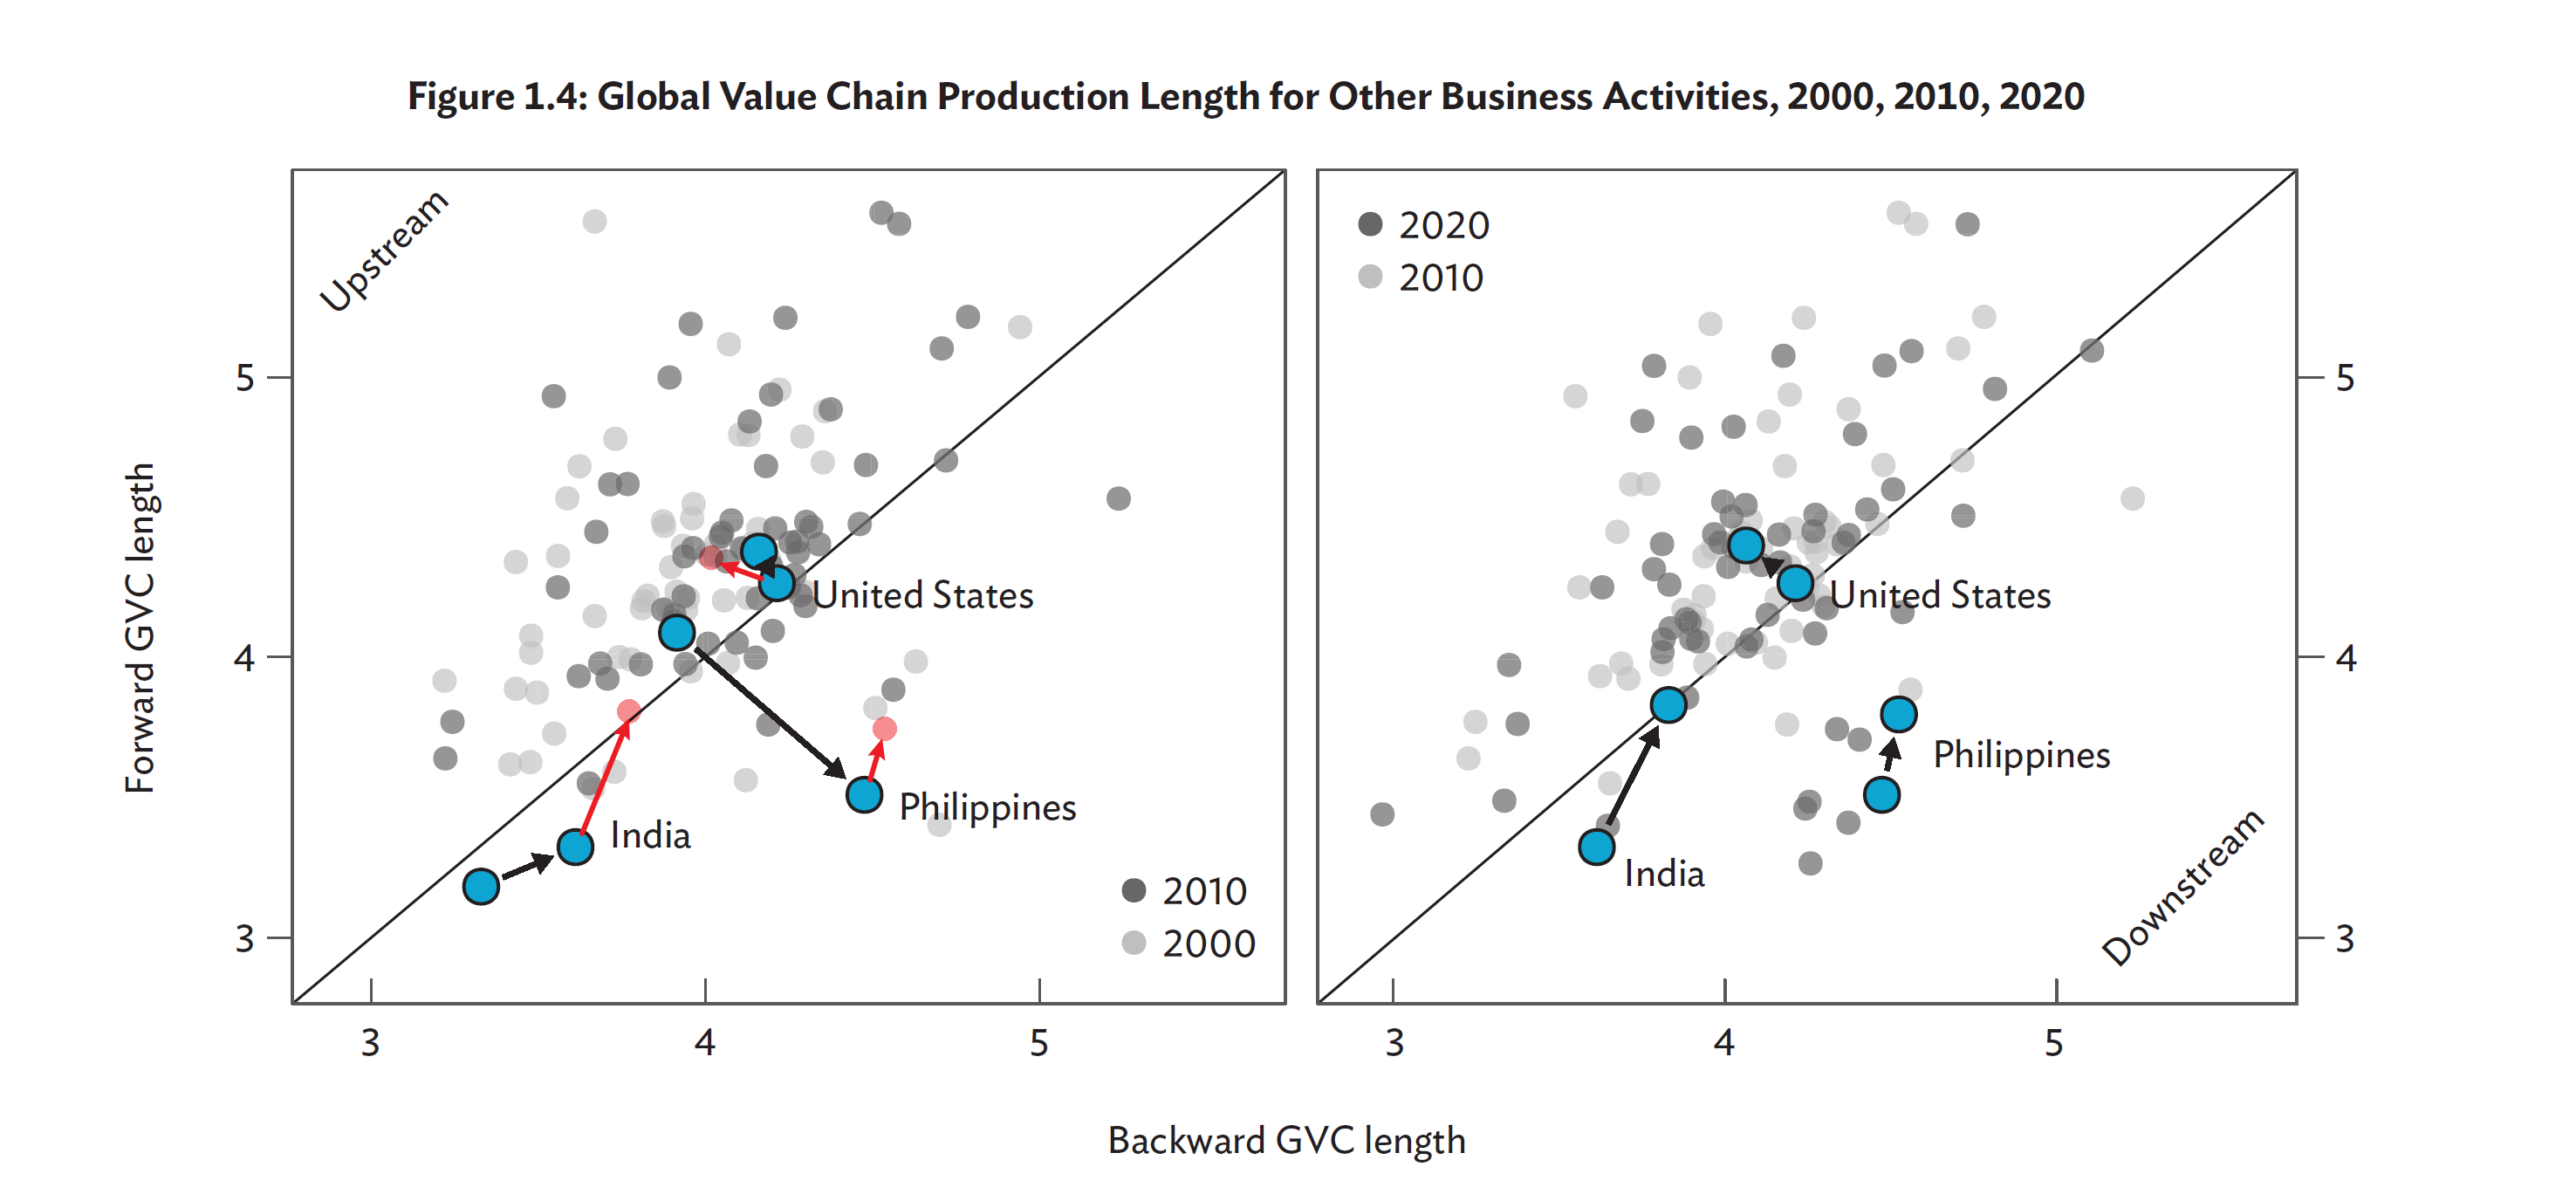 Figure 1.4: Global Value Chain Production Length for Other Business Activities, 2000, 2010, 2020
Forward GVC length
Upstream
5
4
3
United States
Philippines
India
2010
2000
3
4
5
2020
2010
United States
Philippines
India
Downstream
5
4
3
3
4
5
Backward GVC length